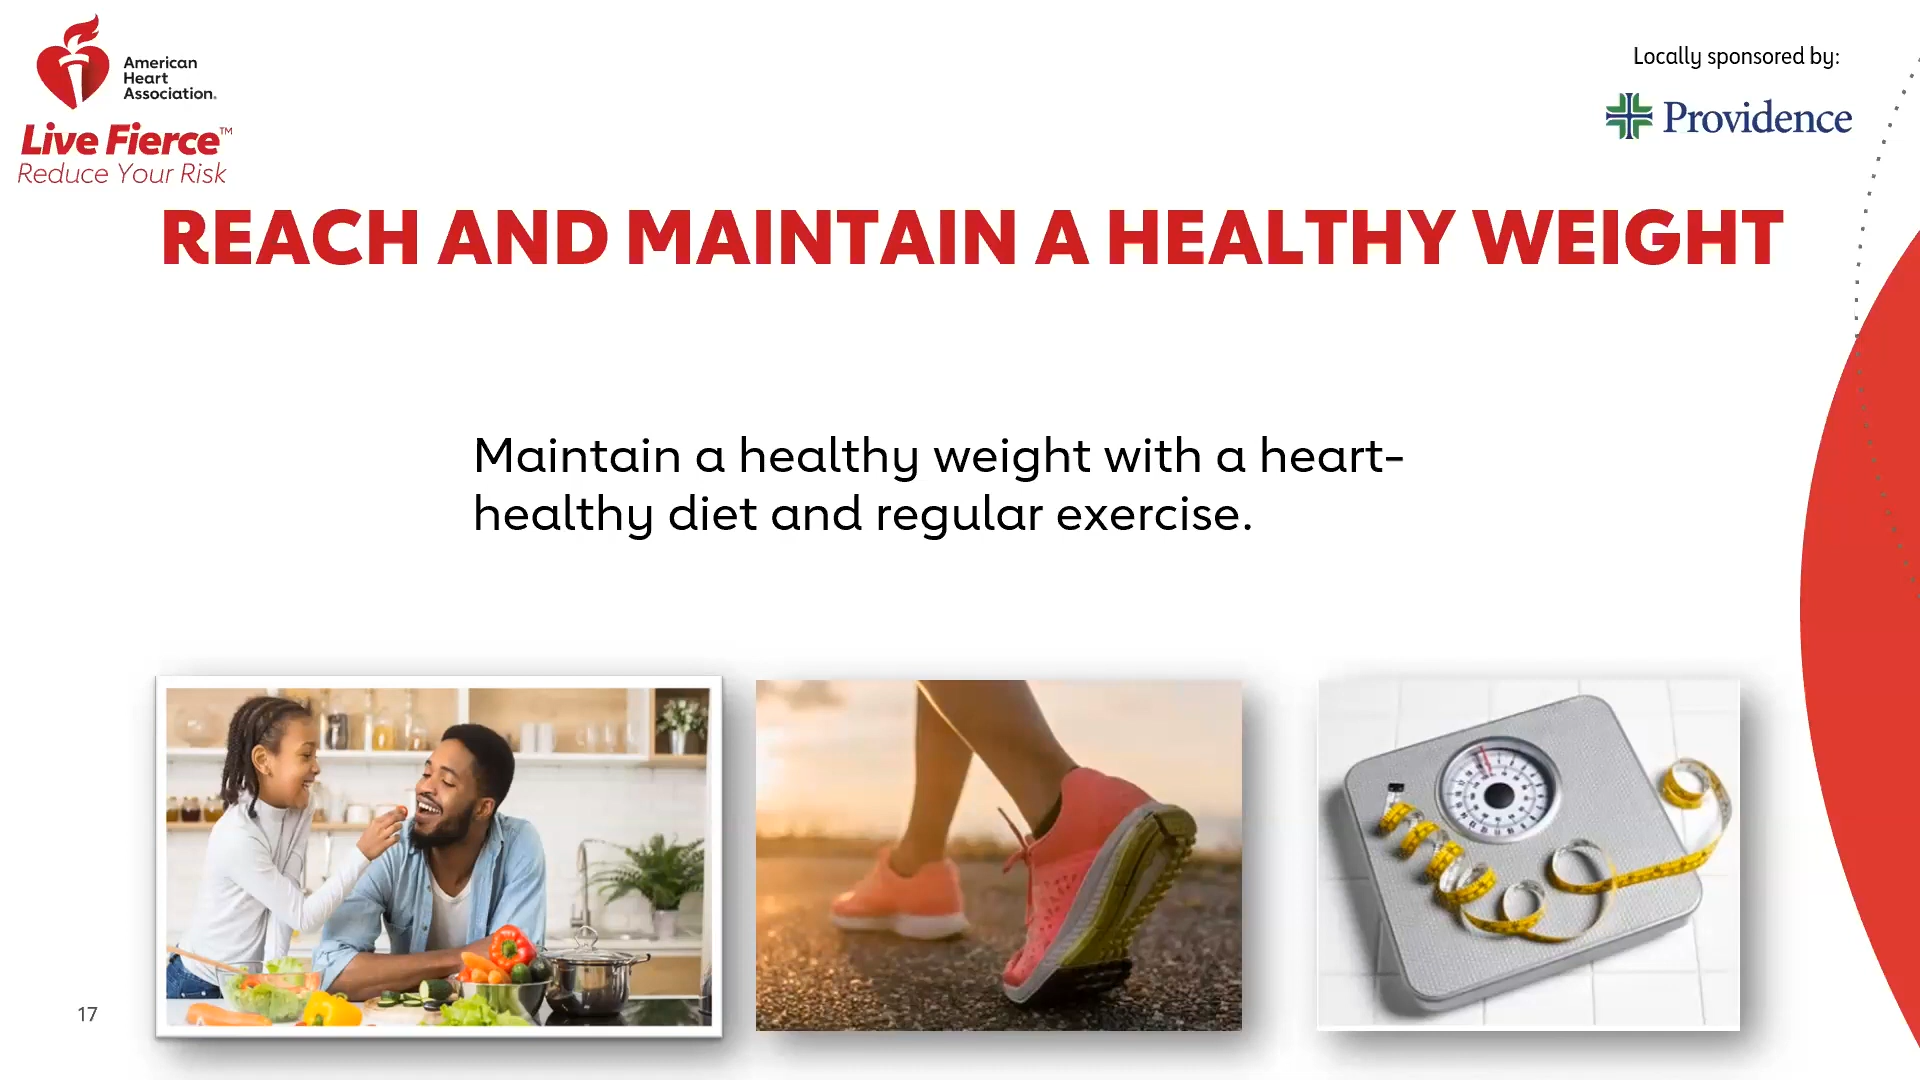 American
Heart
Association.
Live Fierce™
Reduce Your Risk
Locally sponsored by:
Providence
REACH AND MAINTAIN A HEALTHY WEIGHT
Maintain a healthy weight with a heart-
healthy diet and regular exercise.
17